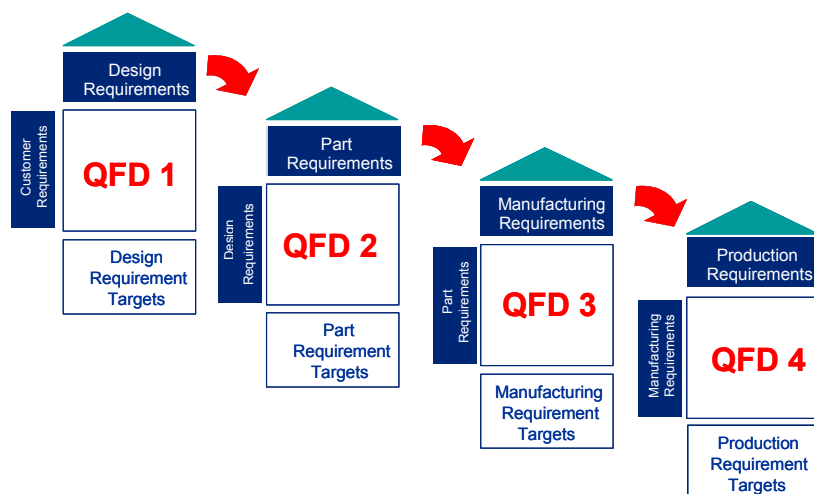 Design
Requirements
Customer
Requirements
QFD 1
Design
Requirement
Targets
Part
Requirements
Design
Requirements
QFD 2
Part
Requirement
Targets
Manufacturing
Requirements
Part
Requirements
QFD 3
Manufacturing
Requirement
Targets
Production
Requirements
Manufacturing
Requirements
QFD 4
Production
Requirement
Targets